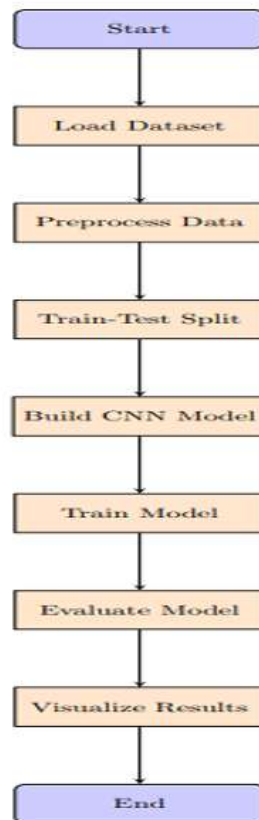 Start
Load Dataset
Preprocess Data
Train-Test Split
Build CNN Model
Train Model
Evaluate Model
Visualize Results
End